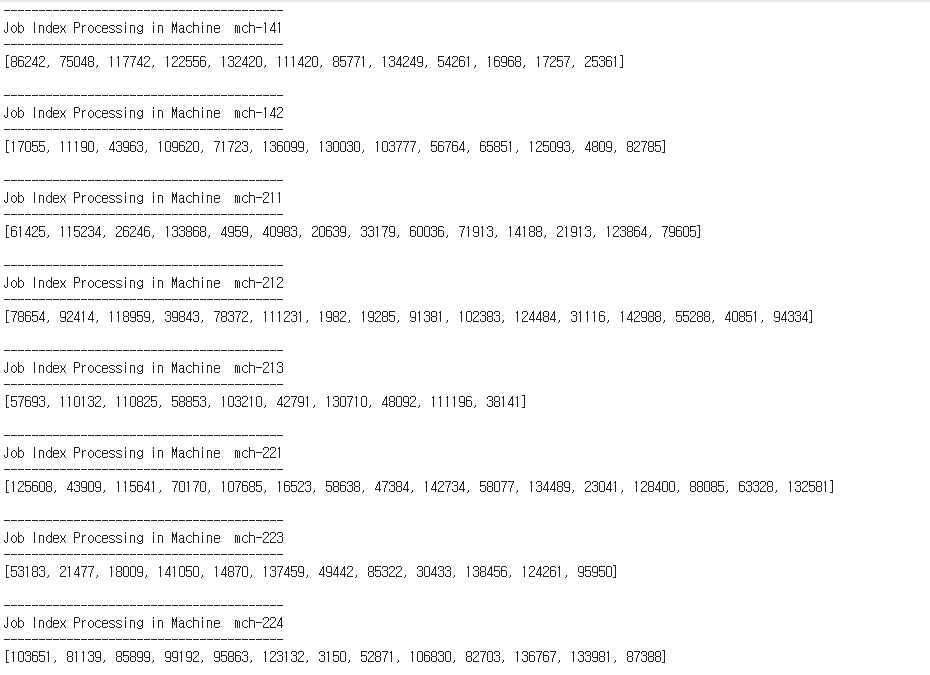 ----------------------------------------
Job Index Processing in Machine  mch-141
----------------------------------------
[86242, 75048, 117742, 122556, 132420, 111420, 85771, 134249, 54261, 16968, 17257, 25361]
----------------------------------------
Job Index Processing in Machine  mch-142
----------------------------------------
[17055, 11190, 43963, 109620, 71723, 136099, 130030, 103777, 56764, 65851, 125093, 4809, 82785]
----------------------------------------
Job Index Processing in Machine  mch-211
----------------------------------------
[61425, 115234, 26246, 133868, 4959, 40983, 20639, 33179, 60036, 71913, 14188, 21913, 123864, 79605]
----------------------------------------
Job Index Processing in Machine  mch-212
----------------------------------------
[78654, 92414, 118959, 39843, 78372, 111231, 1982, 19285, 91381, 102383, 124484, 31116, 142988, 55288, 40851, 94334]
----------------------------------------
Job Index Processing in Machine  mch-213
----------------------------------------
[57693, 110132, 110825, 58853, 103210, 42791, 130710, 48092, 111196, 38141]
----------------------------------------
Job Index Processing in Machine  mch-221
----------------------------------------
[125608, 43909, 115641, 70170, 107685, 16523, 58638, 47384, 142734, 58077, 134489, 23041, 128400, 88085, 63328, 132581]
----------------------------------------
Job Index Processing in Machine  mch-223
----------------------------------------
[53183, 21477, 18009, 141050, 14870, 137459, 49442, 85322, 30433, 138456, 124261, 95950]
----------------------------------------
Job Index Processing in Machine  mch-224
----------------------------------------
[103651, 81139, 85899, 99192, 95863, 123132, 3150, 52871, 106830, 82703, 136767, 133981, 87388]